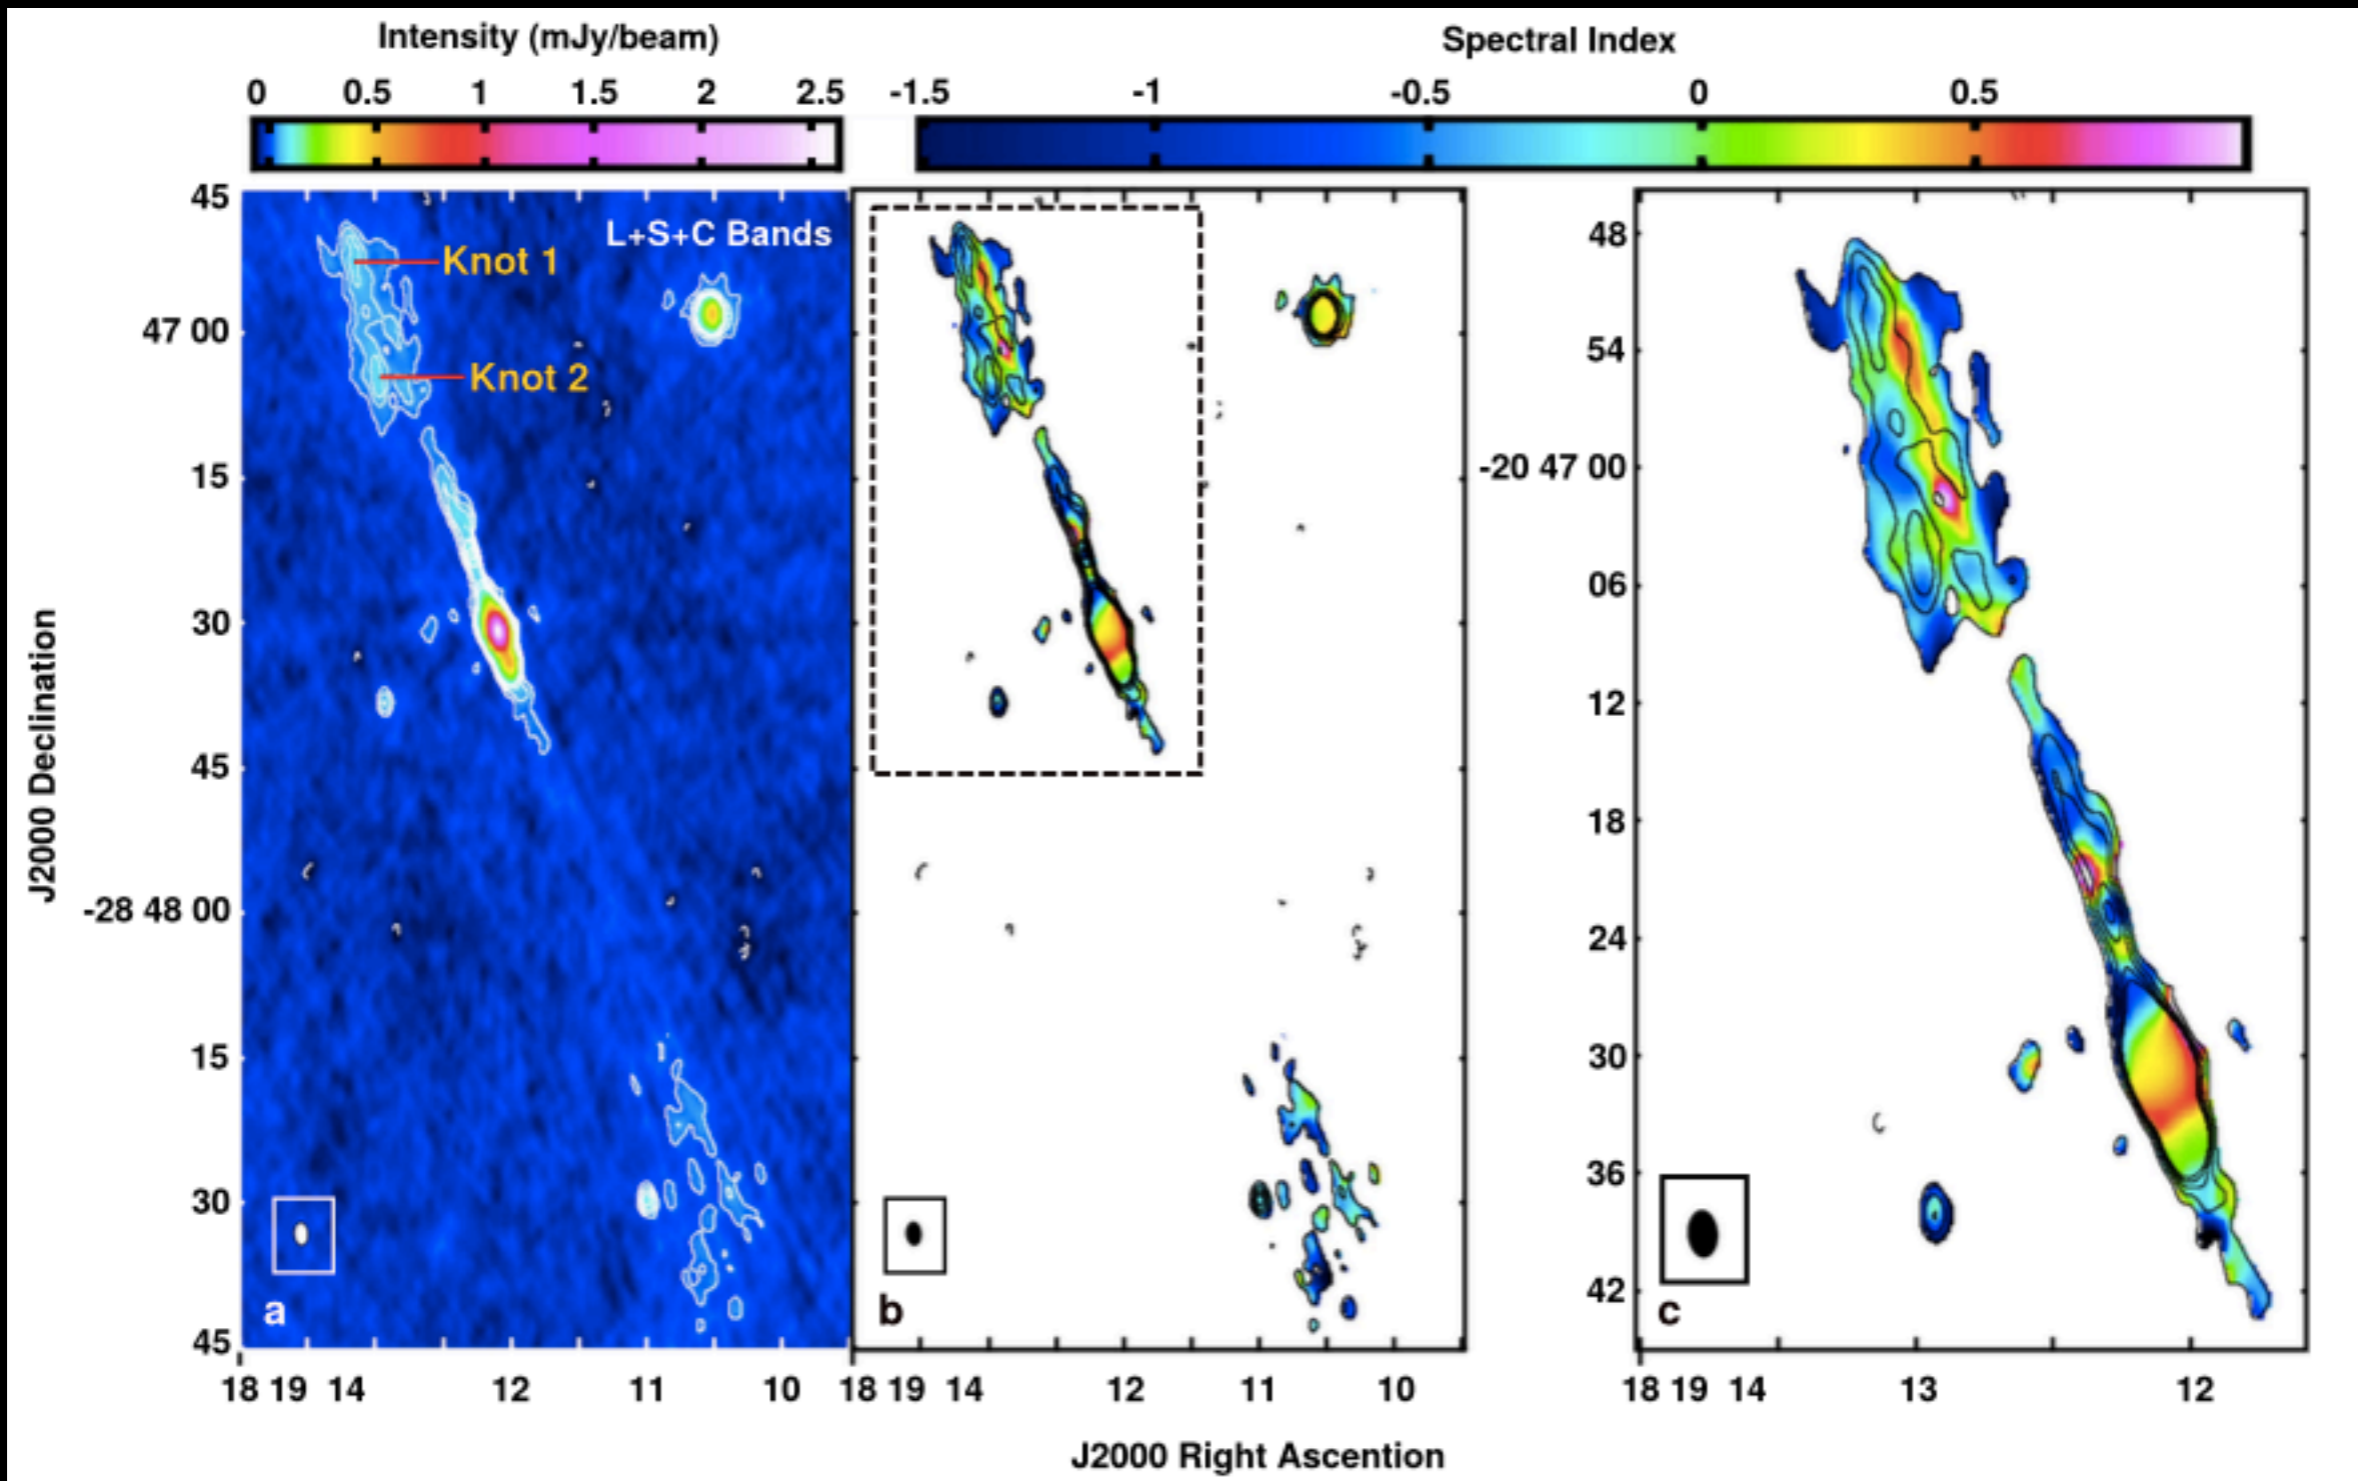 Intensity (mJy/beam)
0 0.5 1 1.5 2 2.5
Spectral Index
-1.5 -1 -0.5 0 0.5
L+S+C Bands
Knot 1
Knot 2
45
47 00
15
30
45
-28 48 00
15
30
45
J2000 Declination
a
18 19 14 12 11 10
b
18 19 14 12 11 10
48
54
-20 47 00
06
12
18
24
30
36
42
c
18 19 14 13 12
J2000 Right Ascention